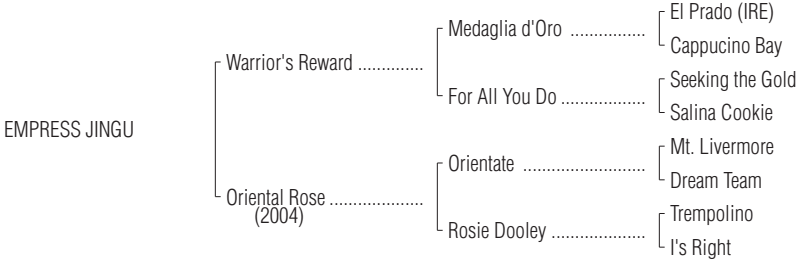 El Prado (IRE)
Medaglia d'Oro ................
Cappucino Bay
Warrior's Reward ..............
Seeking the Gold
For All You Do ..................
Salina Cookie
EMPRESS JINGU
Mt. Livermore
Orientate ..........................
Dream Team
Oriental Rose ....................
(2004)
Trempolino
Rosie Dooley ....................
I's Right